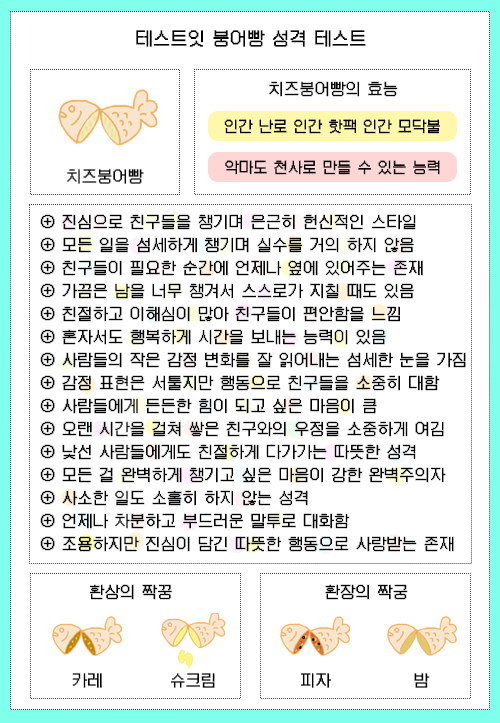 테스트잇 붕어빵 성격 테스트
치즈붕어빵
치즈붕어빵의 효능
인간 난로 인간 핫팩 인간 모닥불
악마도 천사로 만들 수 있는 능력
⊕ 진심으로 친구들을 챙기며 은근히 헌신적인 스타일
⊕ 모든 일을 섬세하게 챙기며 실수를 거의 하지 않음
⊕ 친구들이 필요한 순간에 언제나 옆에 있어주는 존재
⊕ 가끔은 남을 너무 챙겨서 스스로가 지칠 때도 있음
⊕ 친절하고 이해심이 많아 친구들이 편안함을 느낌
⊕ 혼자서도 행복하게 시간을 보내는 능력이 있음
⊕ 사람들의 작은 감정 변화를 잘 읽어내는 섬세한 눈을 가짐
⊕ 감정 표현은 서툴지만 행동으로 친구들을 소중히 대함
⊕ 사람들에게 든든한 힘이 되고 싶은 마음이 큼
⊕ 오랜 시간을 걸쳐 쌓은 친구와의 우정을 소중하게 여김
⊕ 낯선 사람들에게도 친절하게 다가가는 따뜻한 성격
⊕ 모든 걸 완벽하게 챙기고 싶은 마음이 강한 완벽주의자
⊕ 사소한 일도 소홀히 하지 않는 성격
⊕ 언제나 차분하고 부드러운 말투로 대화함
⊕ 조용하지만 진심이 담긴 따뜻한 행동으로 사랑받는 존재
환상의 짝꿍
카레
슈크림
환장의 짝궁
피자
밤